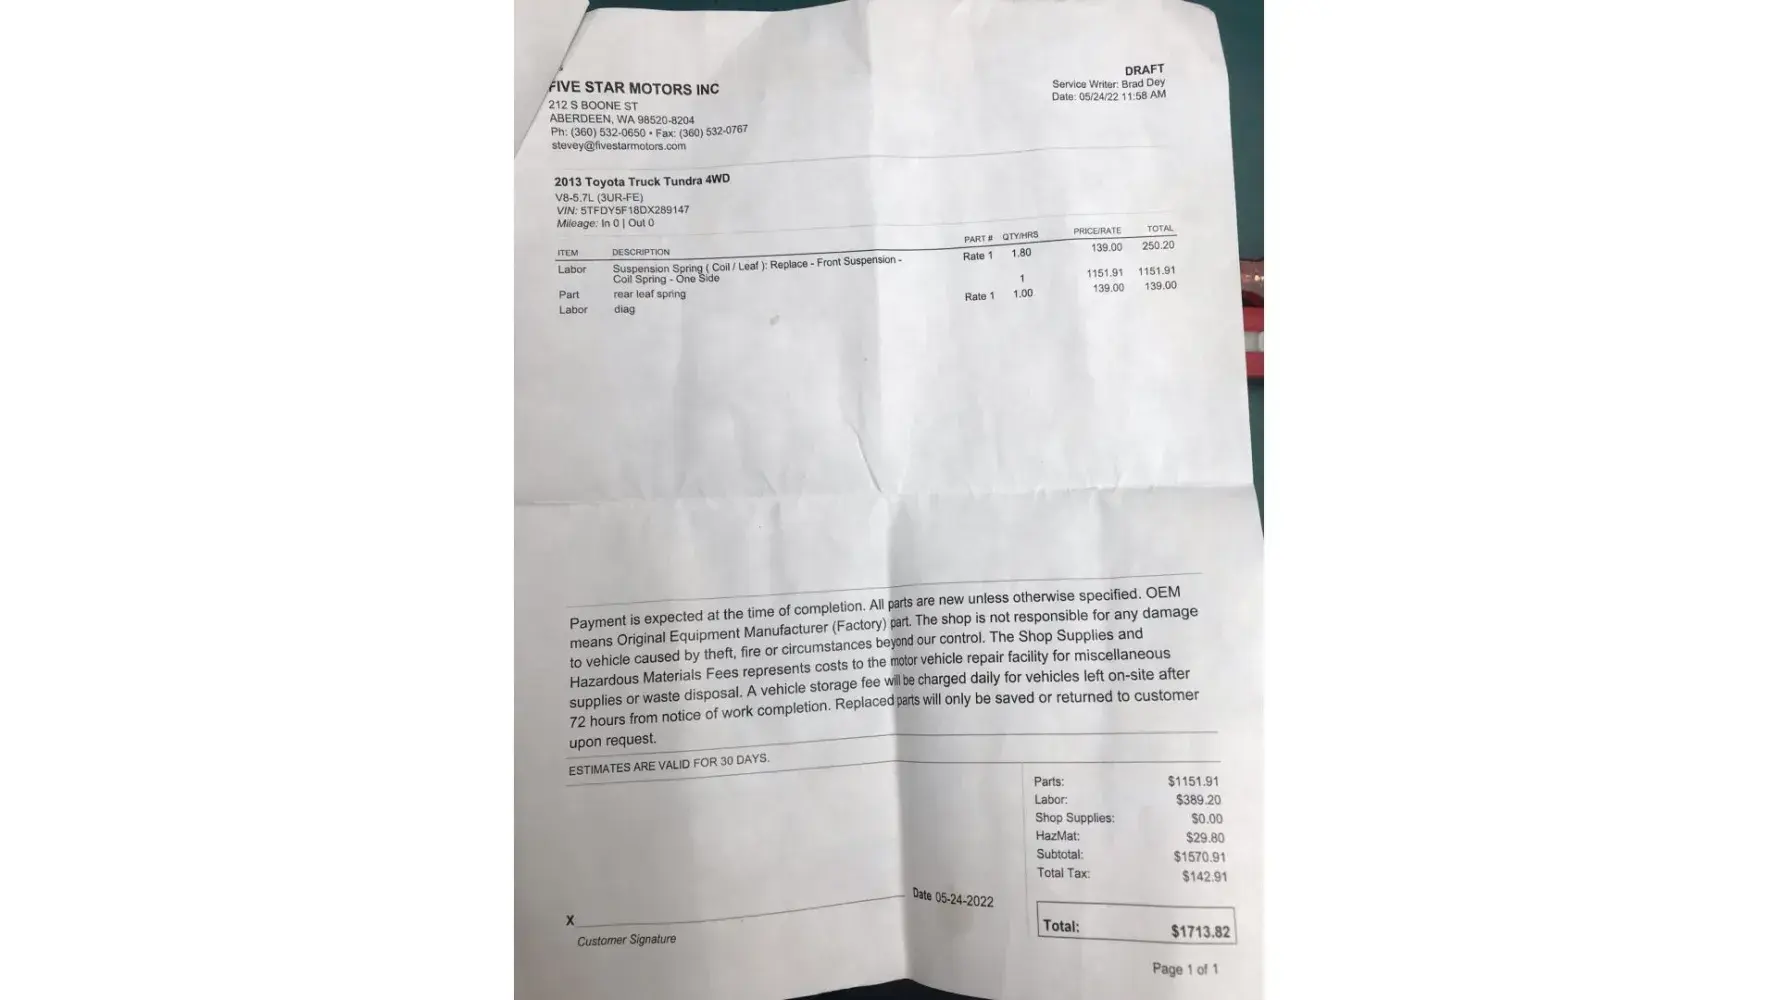 FIVE STAR MOTORS INC
212 S BOONE ST
ABERDEEN, WA 98520-8204
Ph: (360) 532-0650 • Fax: (360) 532-0767
stevey@fivestarmotors.com
DRAFT
Service Writer: Brad Dey
Date: 05/24/22 11:58 AM
2013 Toyota Truck Tundra 4WD
V8-5.7L (3UR-FE)
VIN: 5TFDY5F18DX289147
Mileage: In 0 | Out 0
ITEM DESCRIPTION PART # QTY/HRS PRICE/RATE TOTAL
Labor Suspension Spring ( Coil / Leaf ): Replace - Front Suspension - Rate 1 1.80 139.00 250.20
Coil Spring - One Side
Part rear leaf spring 1 1151.91 1151.91
Labor diag Rate 1 1.00 139.00 139.00
Payment is expected at the time of completion. All parts are new unless otherwise specified. OEM
means Original Equipment Manufacturer (Factory) part. The shop is not responsible for any damage
to vehicle caused by theft, fire or circumstances beyond our control. The Shop Supplies and
Hazardous Materials Fees represents costs to the motor vehicle repair facility for miscellaneous
supplies or waste disposal. A vehicle storage fee will be charged daily for vehicles left on-site after
72 hours from notice of work completion. Replaced parts will only be saved or returned to customer
upon request.
ESTIMATES ARE VALID FOR 30 DAYS.
Parts: $1151.91
Labor: $389.20
Shop Supplies: $0.00
HazMat: $29.80
Subtotal: $1570.91
Total Tax: $142.91
Total: $1713.82
X
Date 05-24-2022
Customer Signature
Page 1 of 1